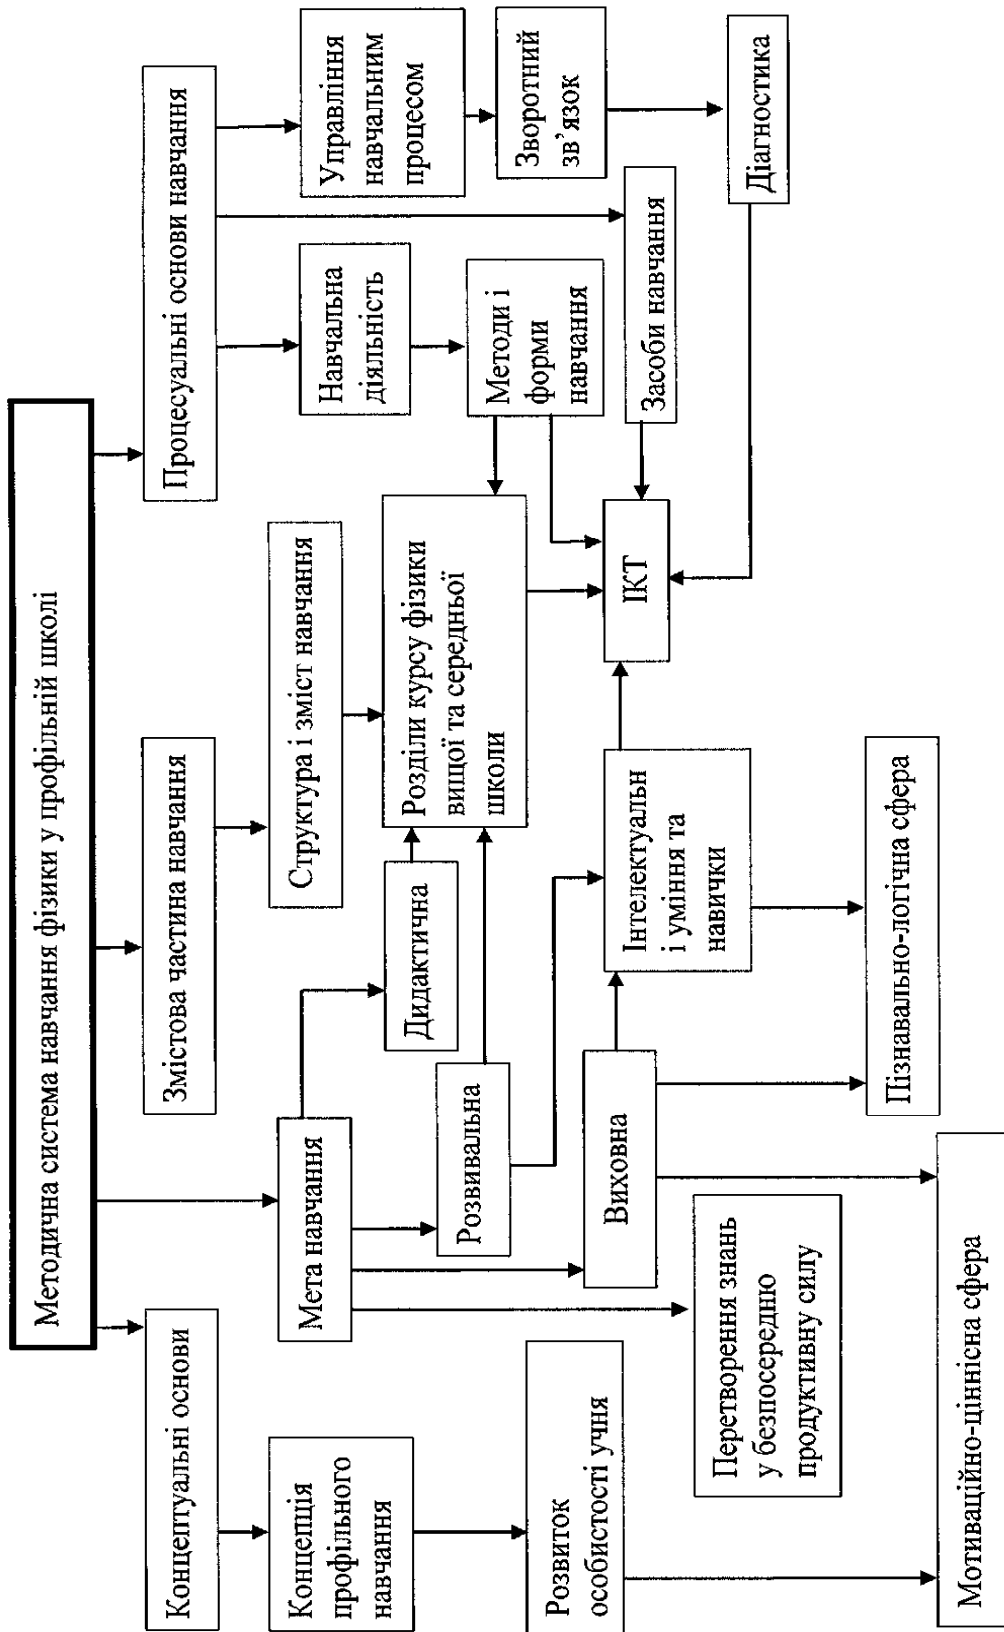 Методична система навчання фізики у профільній школі
Концептуальні основи
Змістова частина навчання
Процесуальні основи навчання
Концепція
профільного
навчання
Мета навчання
Структура і зміст навчання
Навчальна
діяльність
Управління
навчальним
процесом
Дидактична
Розділи курсу фізики
вищої та середньої
школи
Методи і
форми
навчання
Зворотний
зв’язок
Розвивальна
Розвиток
особистості учня
Виховна
Інтелектуальн
і уміння та
навички
ІКТ
Засоби навчання
Перетворення знань
у безпосередню
продуктивну силу
Діагностика
Пізнавально-логічна сфера
Мотиваційно-ціннісна сфера